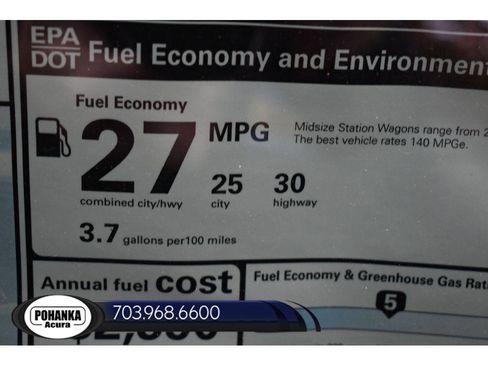 EPA
DOT
Fuel Economy and Environment
Fuel Economy
27
MPG
Midsize Station Wagons range from
The best vehicle rates 140 MPGe.
25
30
combined city/hwy
city
highway
3.7 gallons per 100 miles
Annual fuel cost
Fuel Economy & Greenhouse Gas
5
POHANKA
Acura
703.968.6600